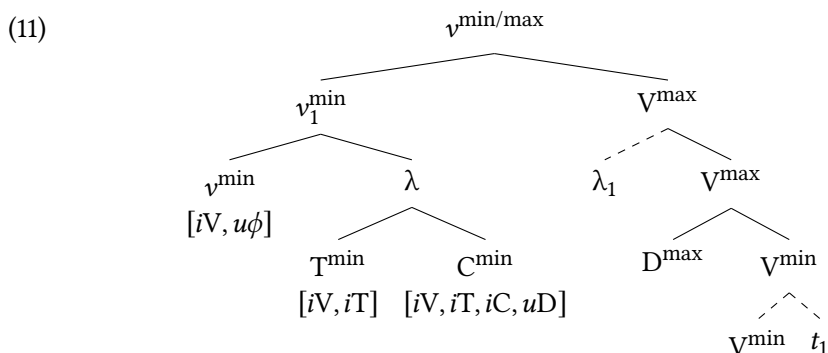 (11)
v^min/max
v₁^min V^max
v^min λ λ₁ V^max
[iV, uϕ]
T^min C^min D^max V^min
[iV, iT] [iV, iT, iC, uD]
V^min t₁